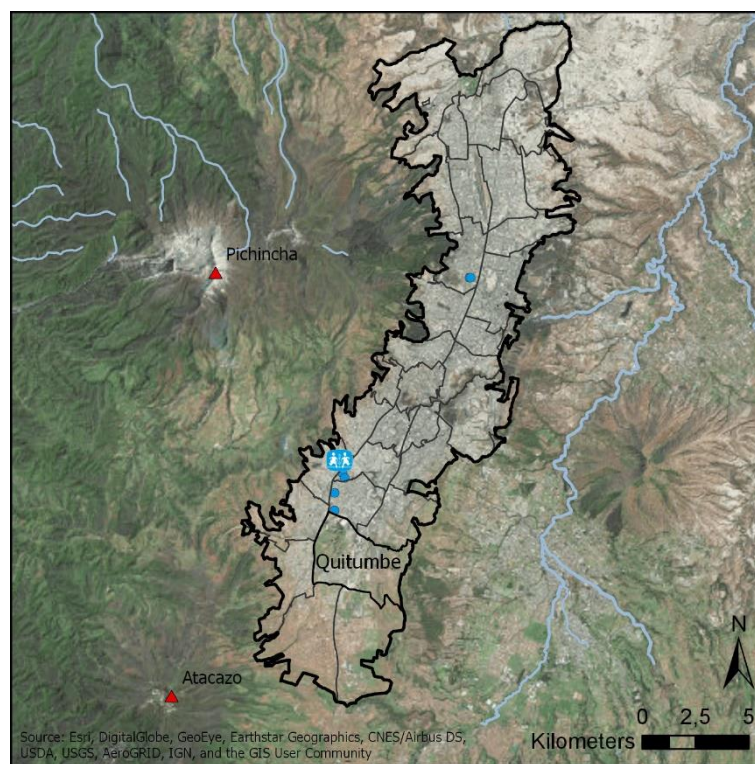 Pichincha
Quitumbe
Atacazo
N
0 2,5 5
Kilometers
Source: Esri, DigitalGlobe, GeoEye, Earthstar Geographics, CNES/Airbus DS,
USDA, USGS, AeroGRID, IGN, and the GIS User Community